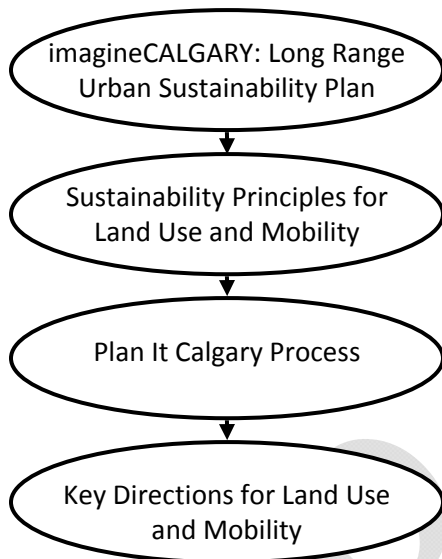 imagineCALGARY: Long Range
Urban Sustainability Plan
Sustainability Principles for
Land Use and Mobility
Plan It Calgary Process
Key Directions for Land Use
and Mobility